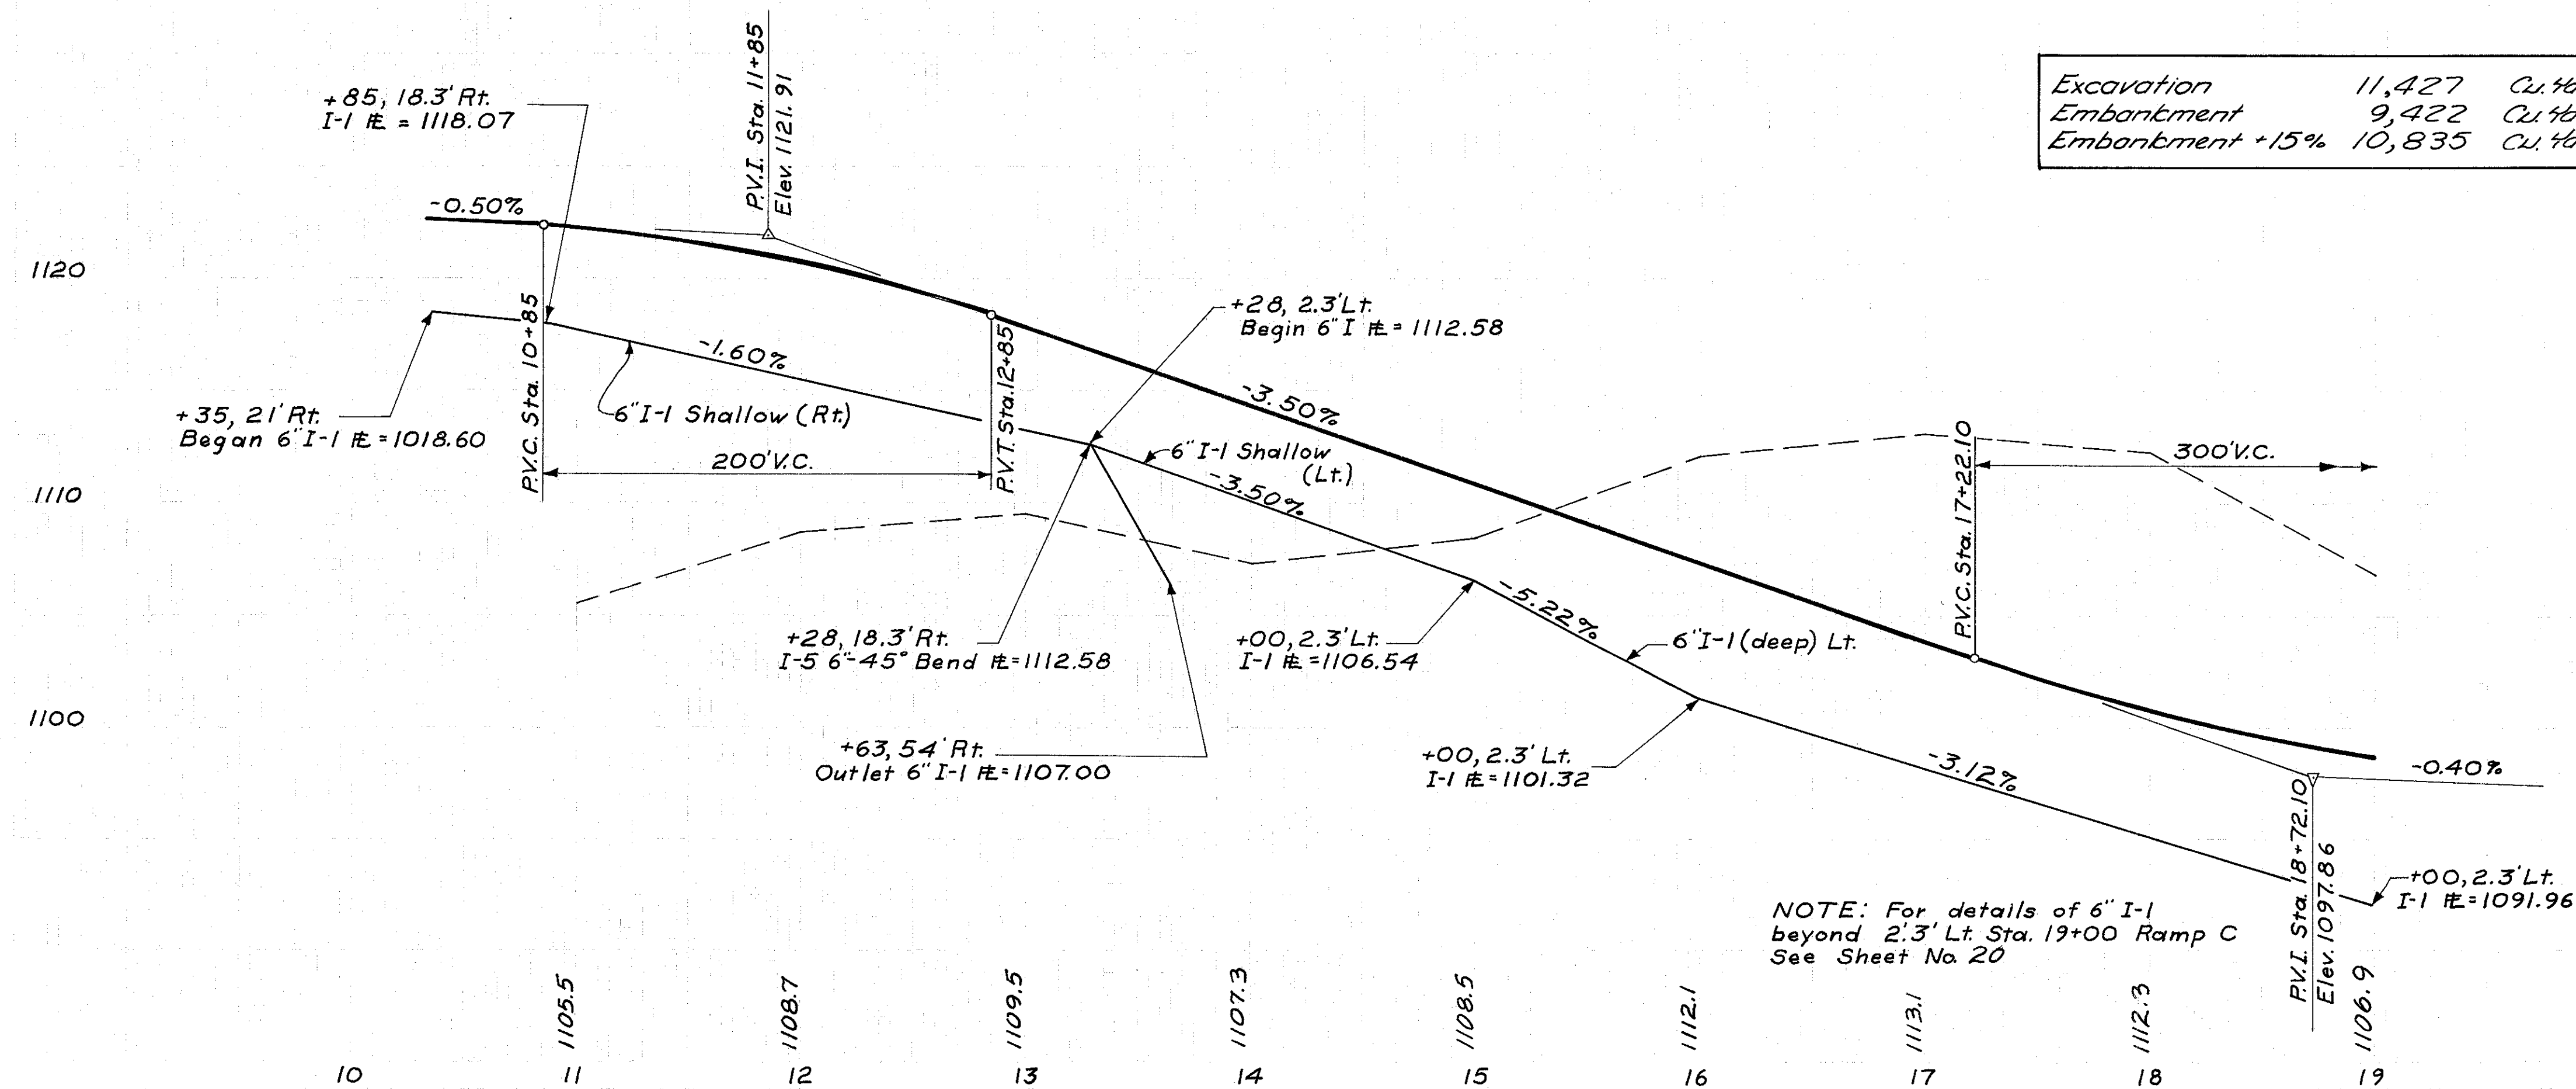 Excavation 11,427 Cu.Yd
Embankment 9,422 Cu.Yd
Embankment +15% 10,835 Cu.Yd
P.V.I. Sta. 11+85
Elev. 1121.91
+85, 18.3' Rt.
I-1 ℄ = 1118.07
-0.50%
1120
P.V.C. Sta. 10+85
-1.60%
P.V.T. Sta. 12+85
+28, 2.3' Lt.
Begin 6" I ℄ = 1112.58
-3.50%
+35, 21' Rt.
Began 6" I-1 ℄ = 1018.60
6" I-1 Shallow (Rt.)
200' V.C.
6" I-1 Shallow
(Lt.)
-3.50%
1110
P.V.C. Sta. 17+22.10
300' V.C.
+28, 18.3' Rt.
I-5 6"-45° Bend ℄ = 1112.58
+00, 2.3' Lt.
I-1 ℄ = 1106.54
-5.22%
6" I-1 (deep) Lt.
1100
+63, 54' Rt.
Outlet 6" I-1 ℄ = 1107.00
+00, 2.3' Lt.
I-1 ℄ = 1101.32
-3.12%
-0.40%
P.V.I. Sta. 18+72.10
Elev. 1097.86
+00, 2.3' Lt.
I-1 ℄ = 1091.96
NOTE: For details of 6" I-1
beyond 2.3' Lt. Sta. 19+00 Ramp C
See Sheet No. 20
1105.5 1108.7 1109.5 1107.3 1108.5 1112.1 1113.1 1112.3 1106.9
10 11 12 13 14 15 16 17 18 19